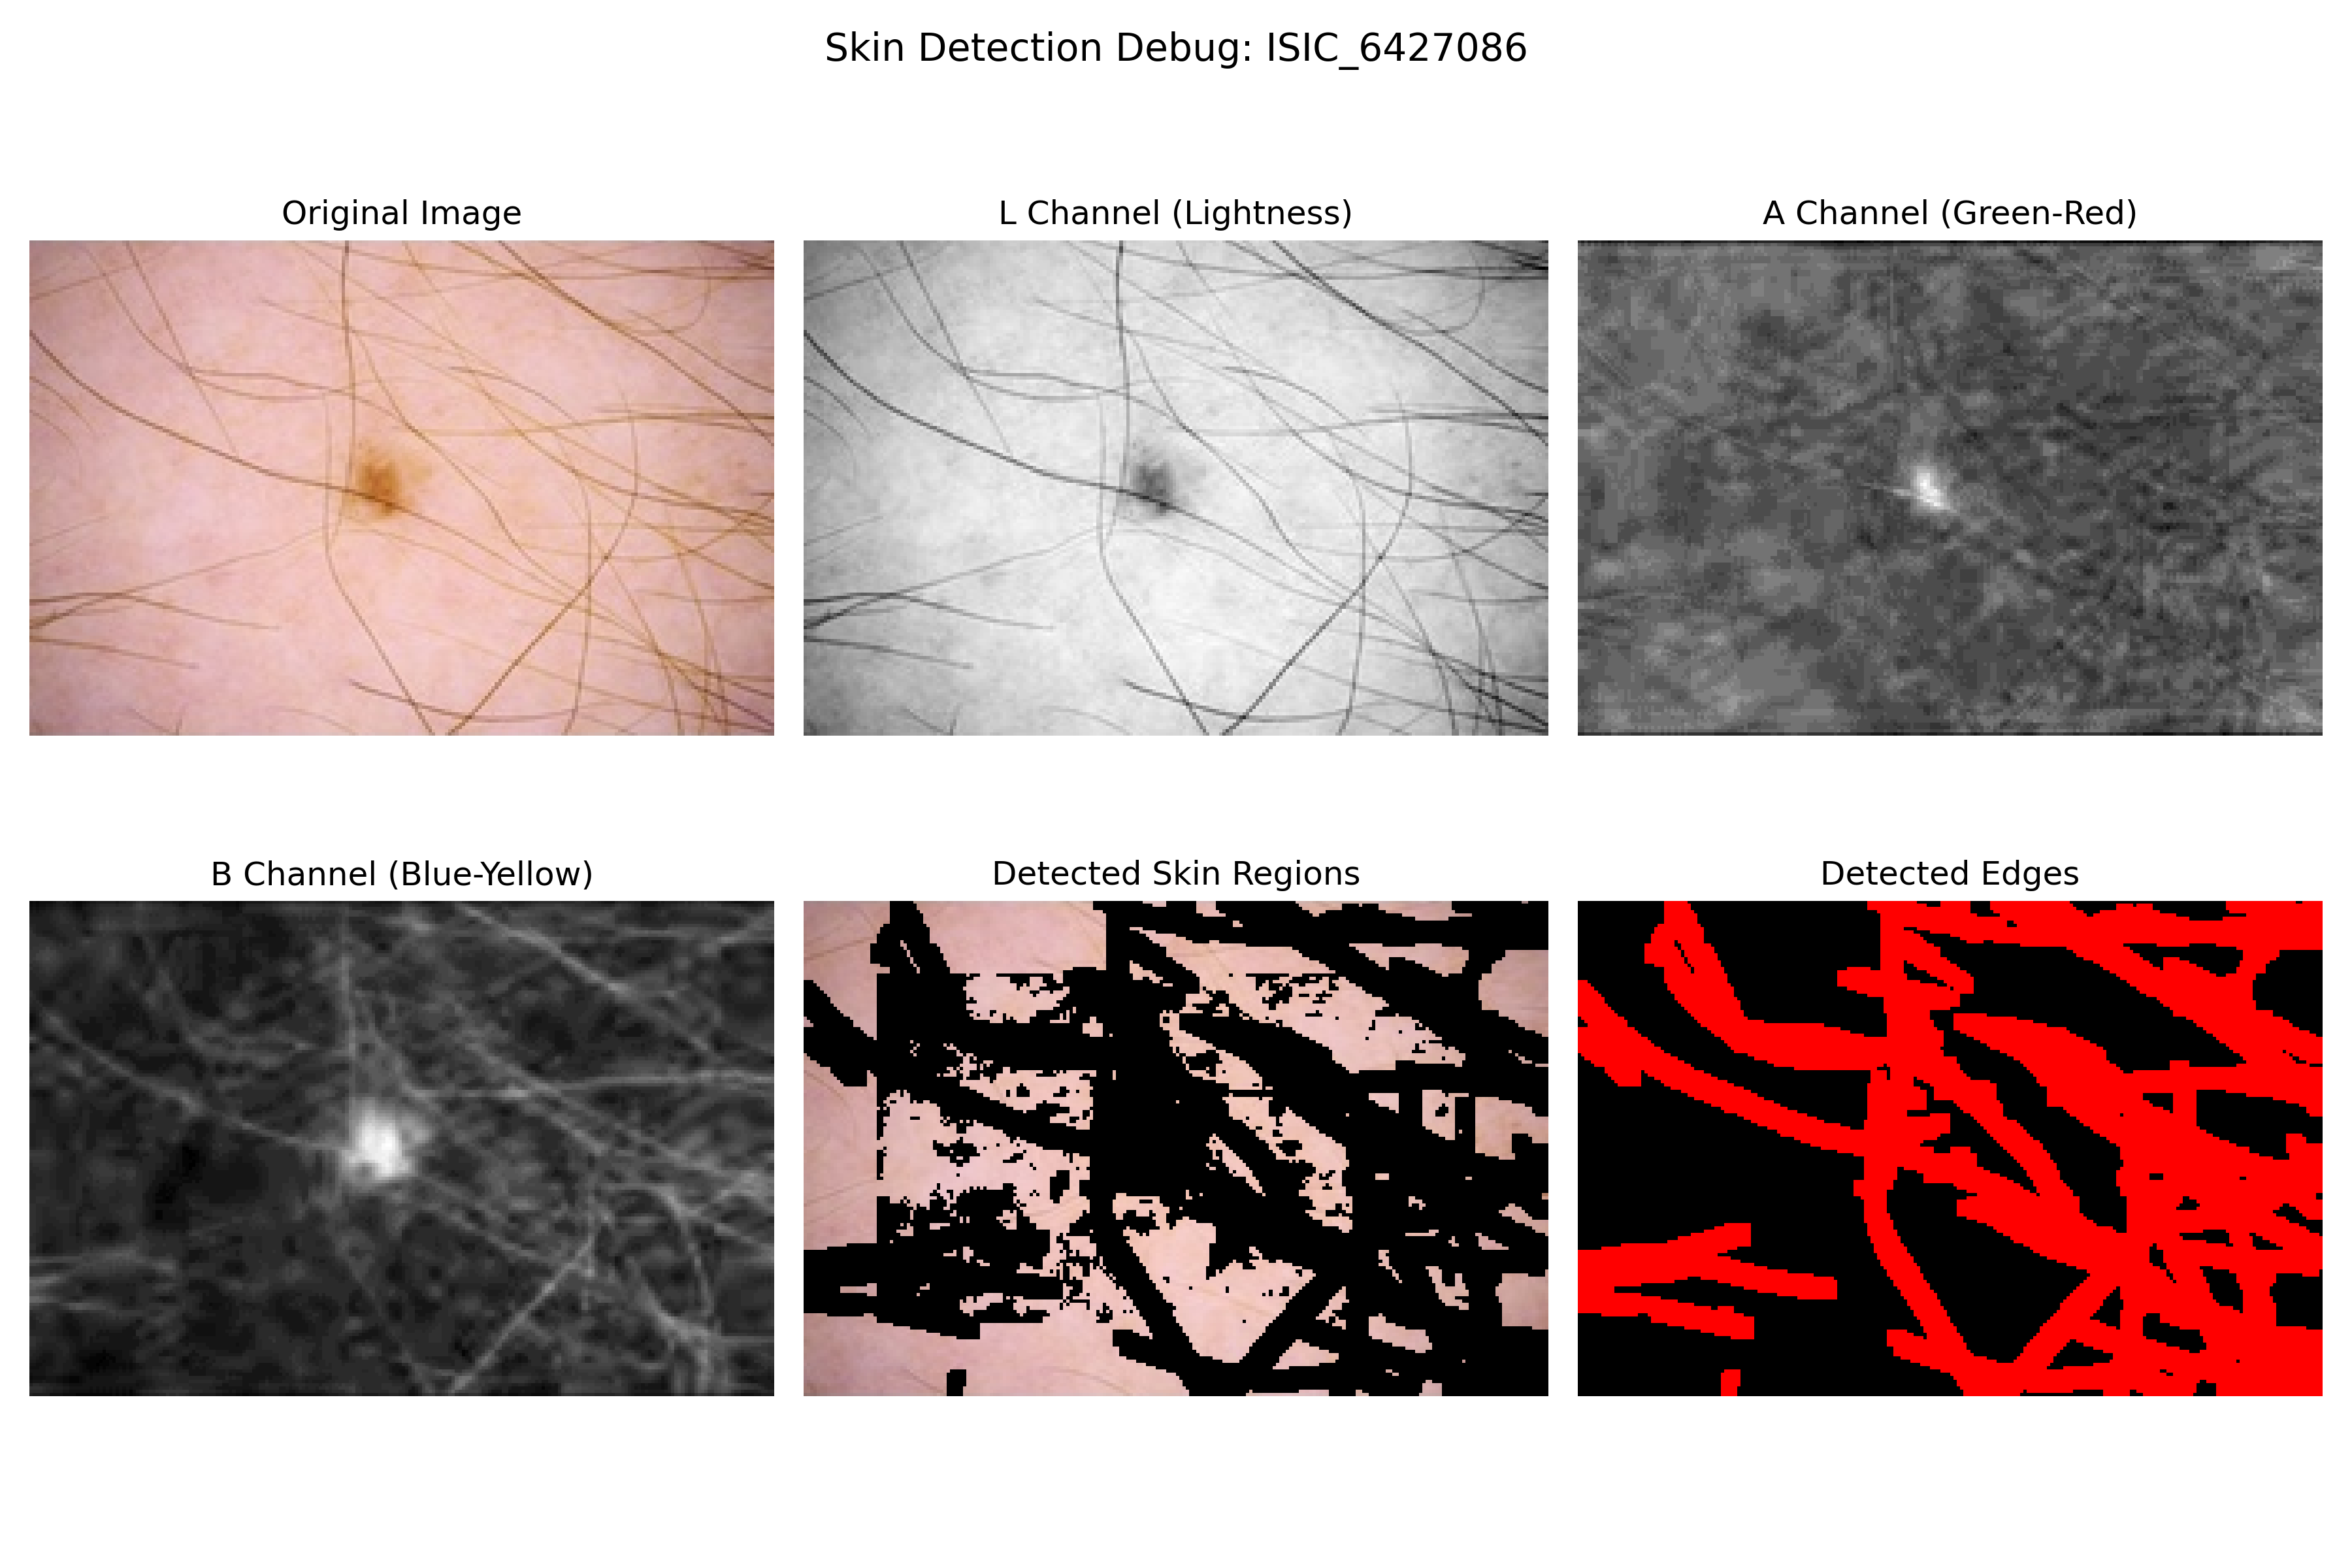 Skin Detection Debug: ISIC_6427086
Original Image
L Channel (Lightness)
A Channel (Green-Red)
B Channel (Blue-Yellow)
Detected Skin Regions
Detected Edges